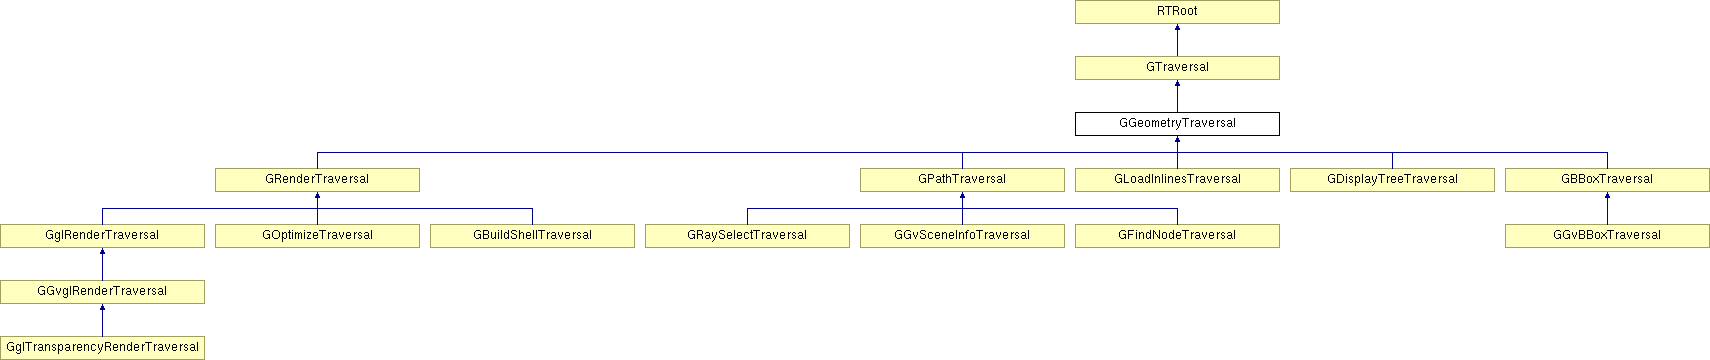 RTRoot
GTraversal
GGeometryTraversal
GRenderTraversal GPathTraversal GLoadInlinesTraversal GDisplayTreeTraversal GBBoxTraversal
GglRenderTraversal GOptimizeTraversal GBuildShellTraversal GRaySelectTraversal GGvSceneInfoTraversal GFindNodeTraversal GGvBBoxTraversal
GGvglRenderTraversal
GglTransparencyRenderTraversal